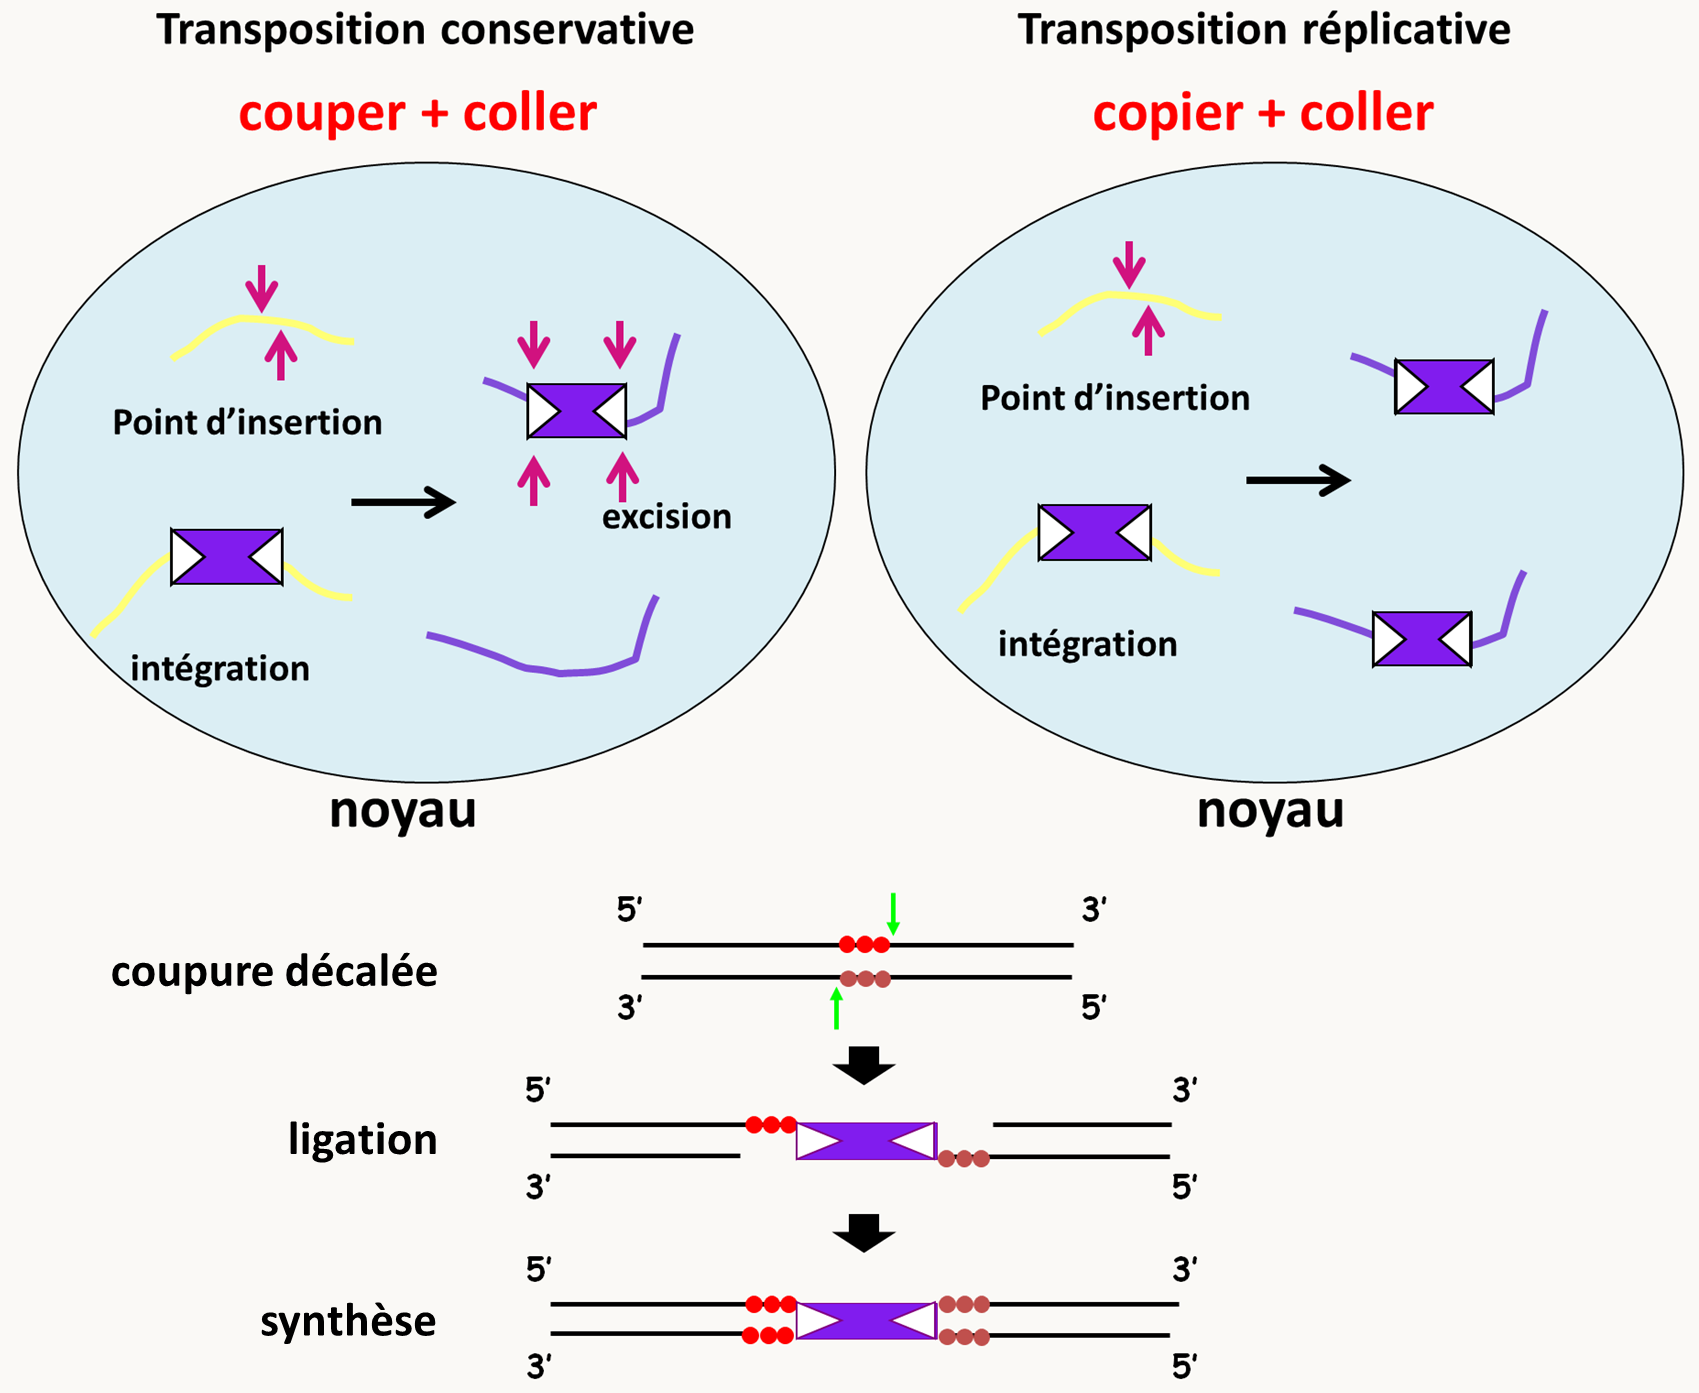 Transposition conservative
couper + coller
Point d'insertion
excision
intégration
noyau
Transposition réplicative
copier + coller
Point d'insertion
intégration
noyau
5' 3'
coupure décalée
3' 5'
5' 3'
ligation
3' 5'
5' 3'
synthèse
3' 5'